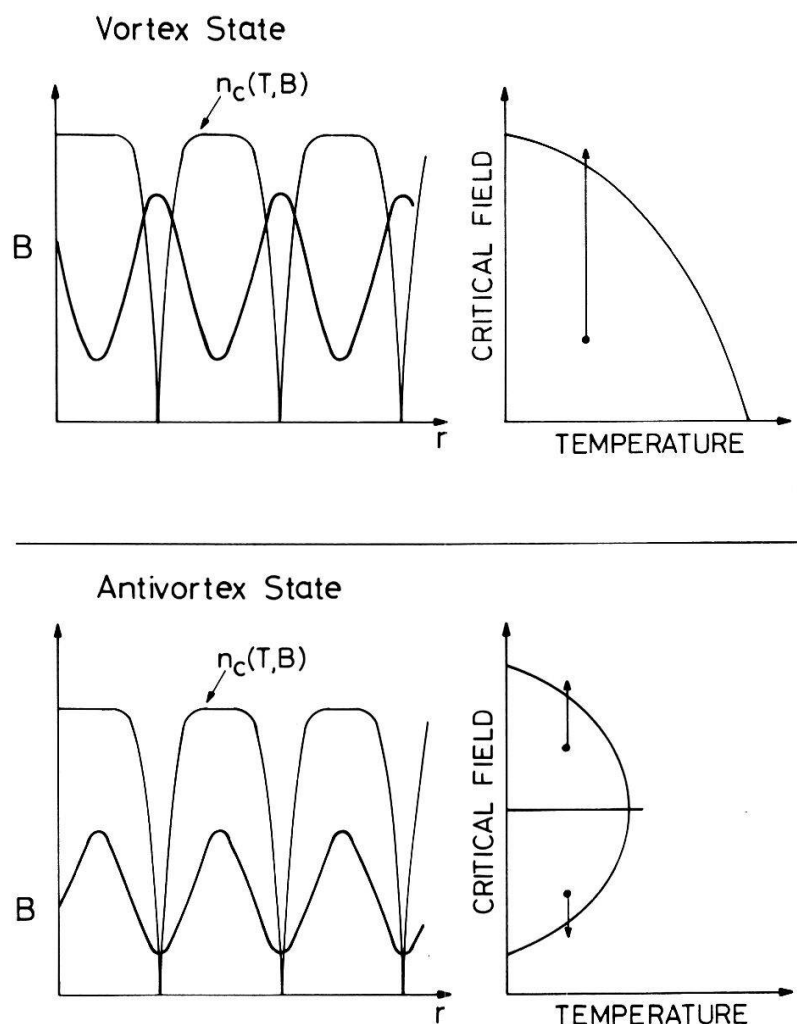 Vortex State
n_c(T,B)
B
r
CRITICAL FIELD
TEMPERATURE
Antivortex State
n_c(T,B)
B
r
CRITICAL FIELD
TEMPERATURE